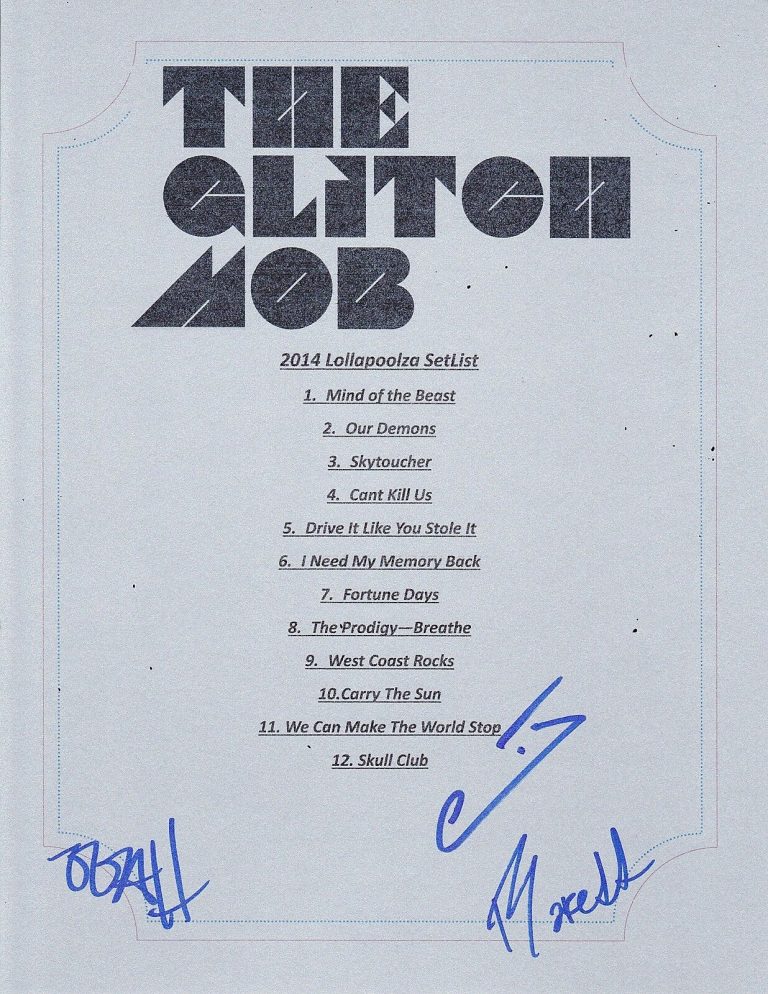 THE
GLITCH
MOB
2014 Lollapoolza SetList
1. Mind of the Beast
2. Our Demons
3. Skytoucher
4. Cant Kill Us
5. Drive It Like You Stole It
6. I Need My Memory Back
7. Fortune Days
8. The Prodigy—Breathe
9. West Coast Rocks
10.Carry The Sun
11. We Can Make The World Stop
12. Skull Club